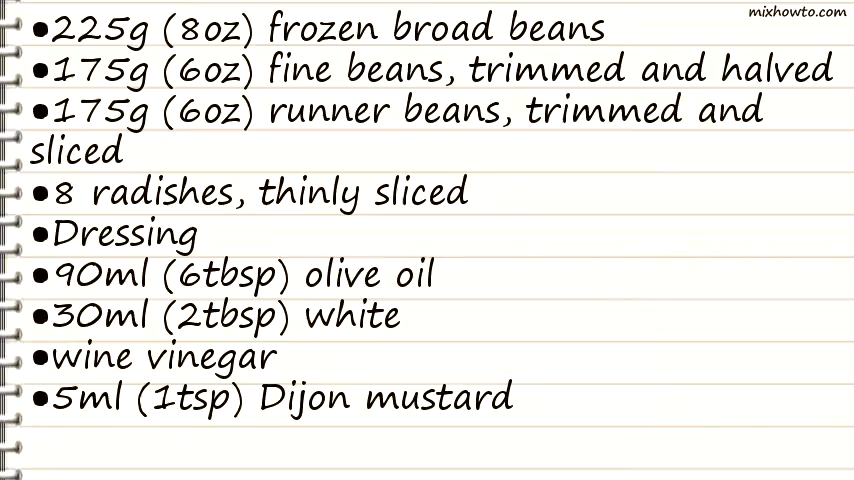 mixhowto.com
•225g (8oz) frozen broad beans
•175g (6oz) fine beans, trimmed and halved
•175g (6oz) runner beans, trimmed and
sliced
•8 radishes, thinly sliced
•Dressing
•90ml (6tbsp) olive oil
•30ml (2tbsp) white
•wine vinegar
•5ml (1tsp) Dijon mustard